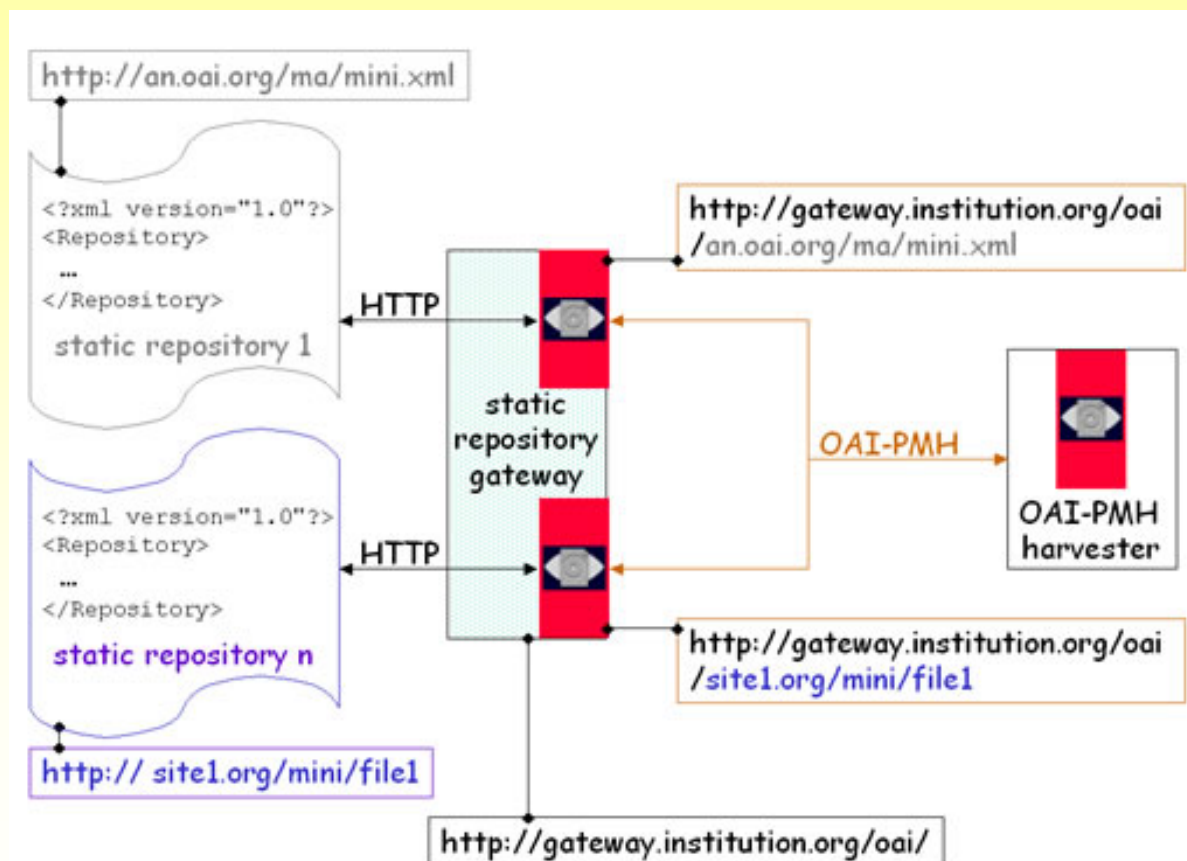 http://an.oai.org/ma/mini.xml
<?xml version="1.0"?>
<Repository>
...
</Repository>
static repository 1
HTTP
http://gateway.institution.org/oai
/an.oai.org/ma/mini.xml
static
repository
gateway
OAI-PMH
OAI-PMH
harvester
<?xml version="1.0"?>
<Repository>
...
</Repository>
static repository n
HTTP
http://gateway.institution.org/oai
/site1.org/mini/file1
http:// site1.org/mini/file1
http://gateway.institution.org/oai/